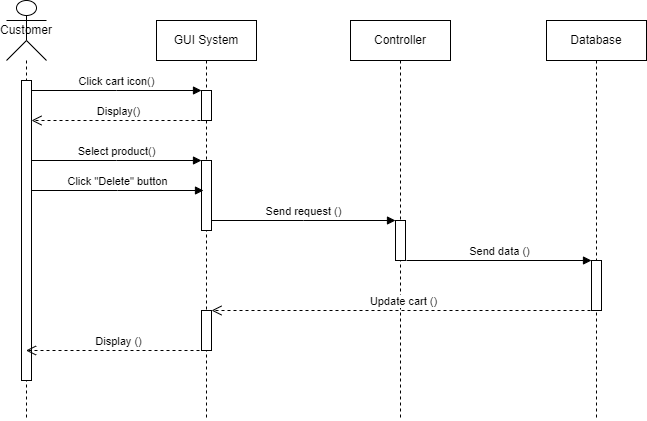 Customer
GUI System
Controller
Database
Click cart icon()
Display()
Select product()
Click "Delete" button
Send request ()
Send data ()
Update cart ()
Display ()